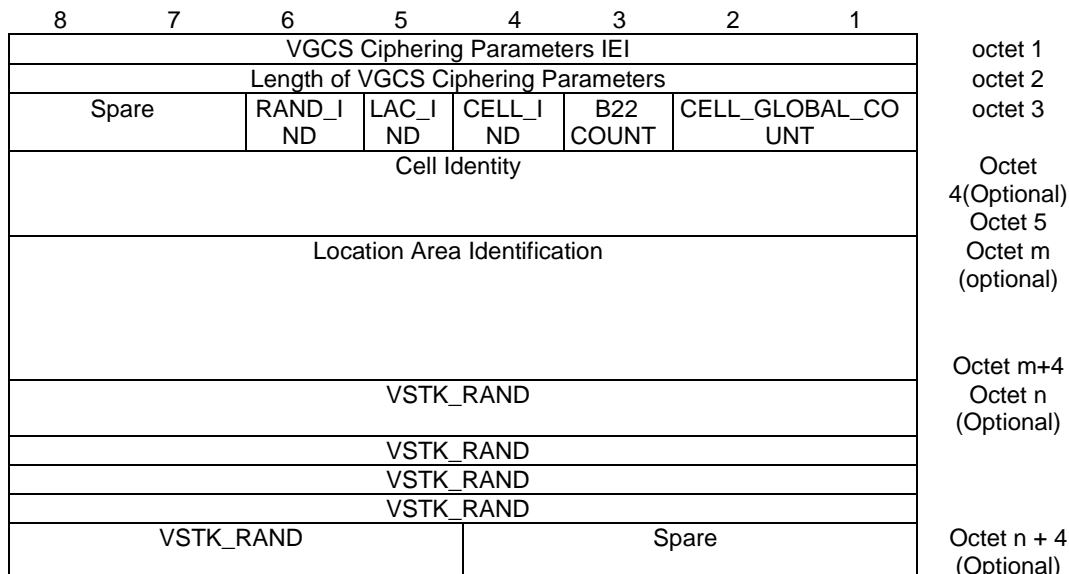 8 7 6 5 4 3 2 1
VGCS Ciphering Parameters IEI octet 1
Length of VGCS Ciphering Parameters octet 2
Spare RAND_I LAC_I CELL_I B22 CELL_GLOBAL_CO octet 3
ND ND ND COUNT UNT
Cell Identity Octet
4(Optional)
Octet 5
Location Area Identification Octet m
(optional)
Octet m+4
VSTK_RAND Octet n
(Optional)
VSTK_RAND
VSTK_RAND
VSTK_RAND
VSTK_RAND Spare Octet n + 4
(Optional)